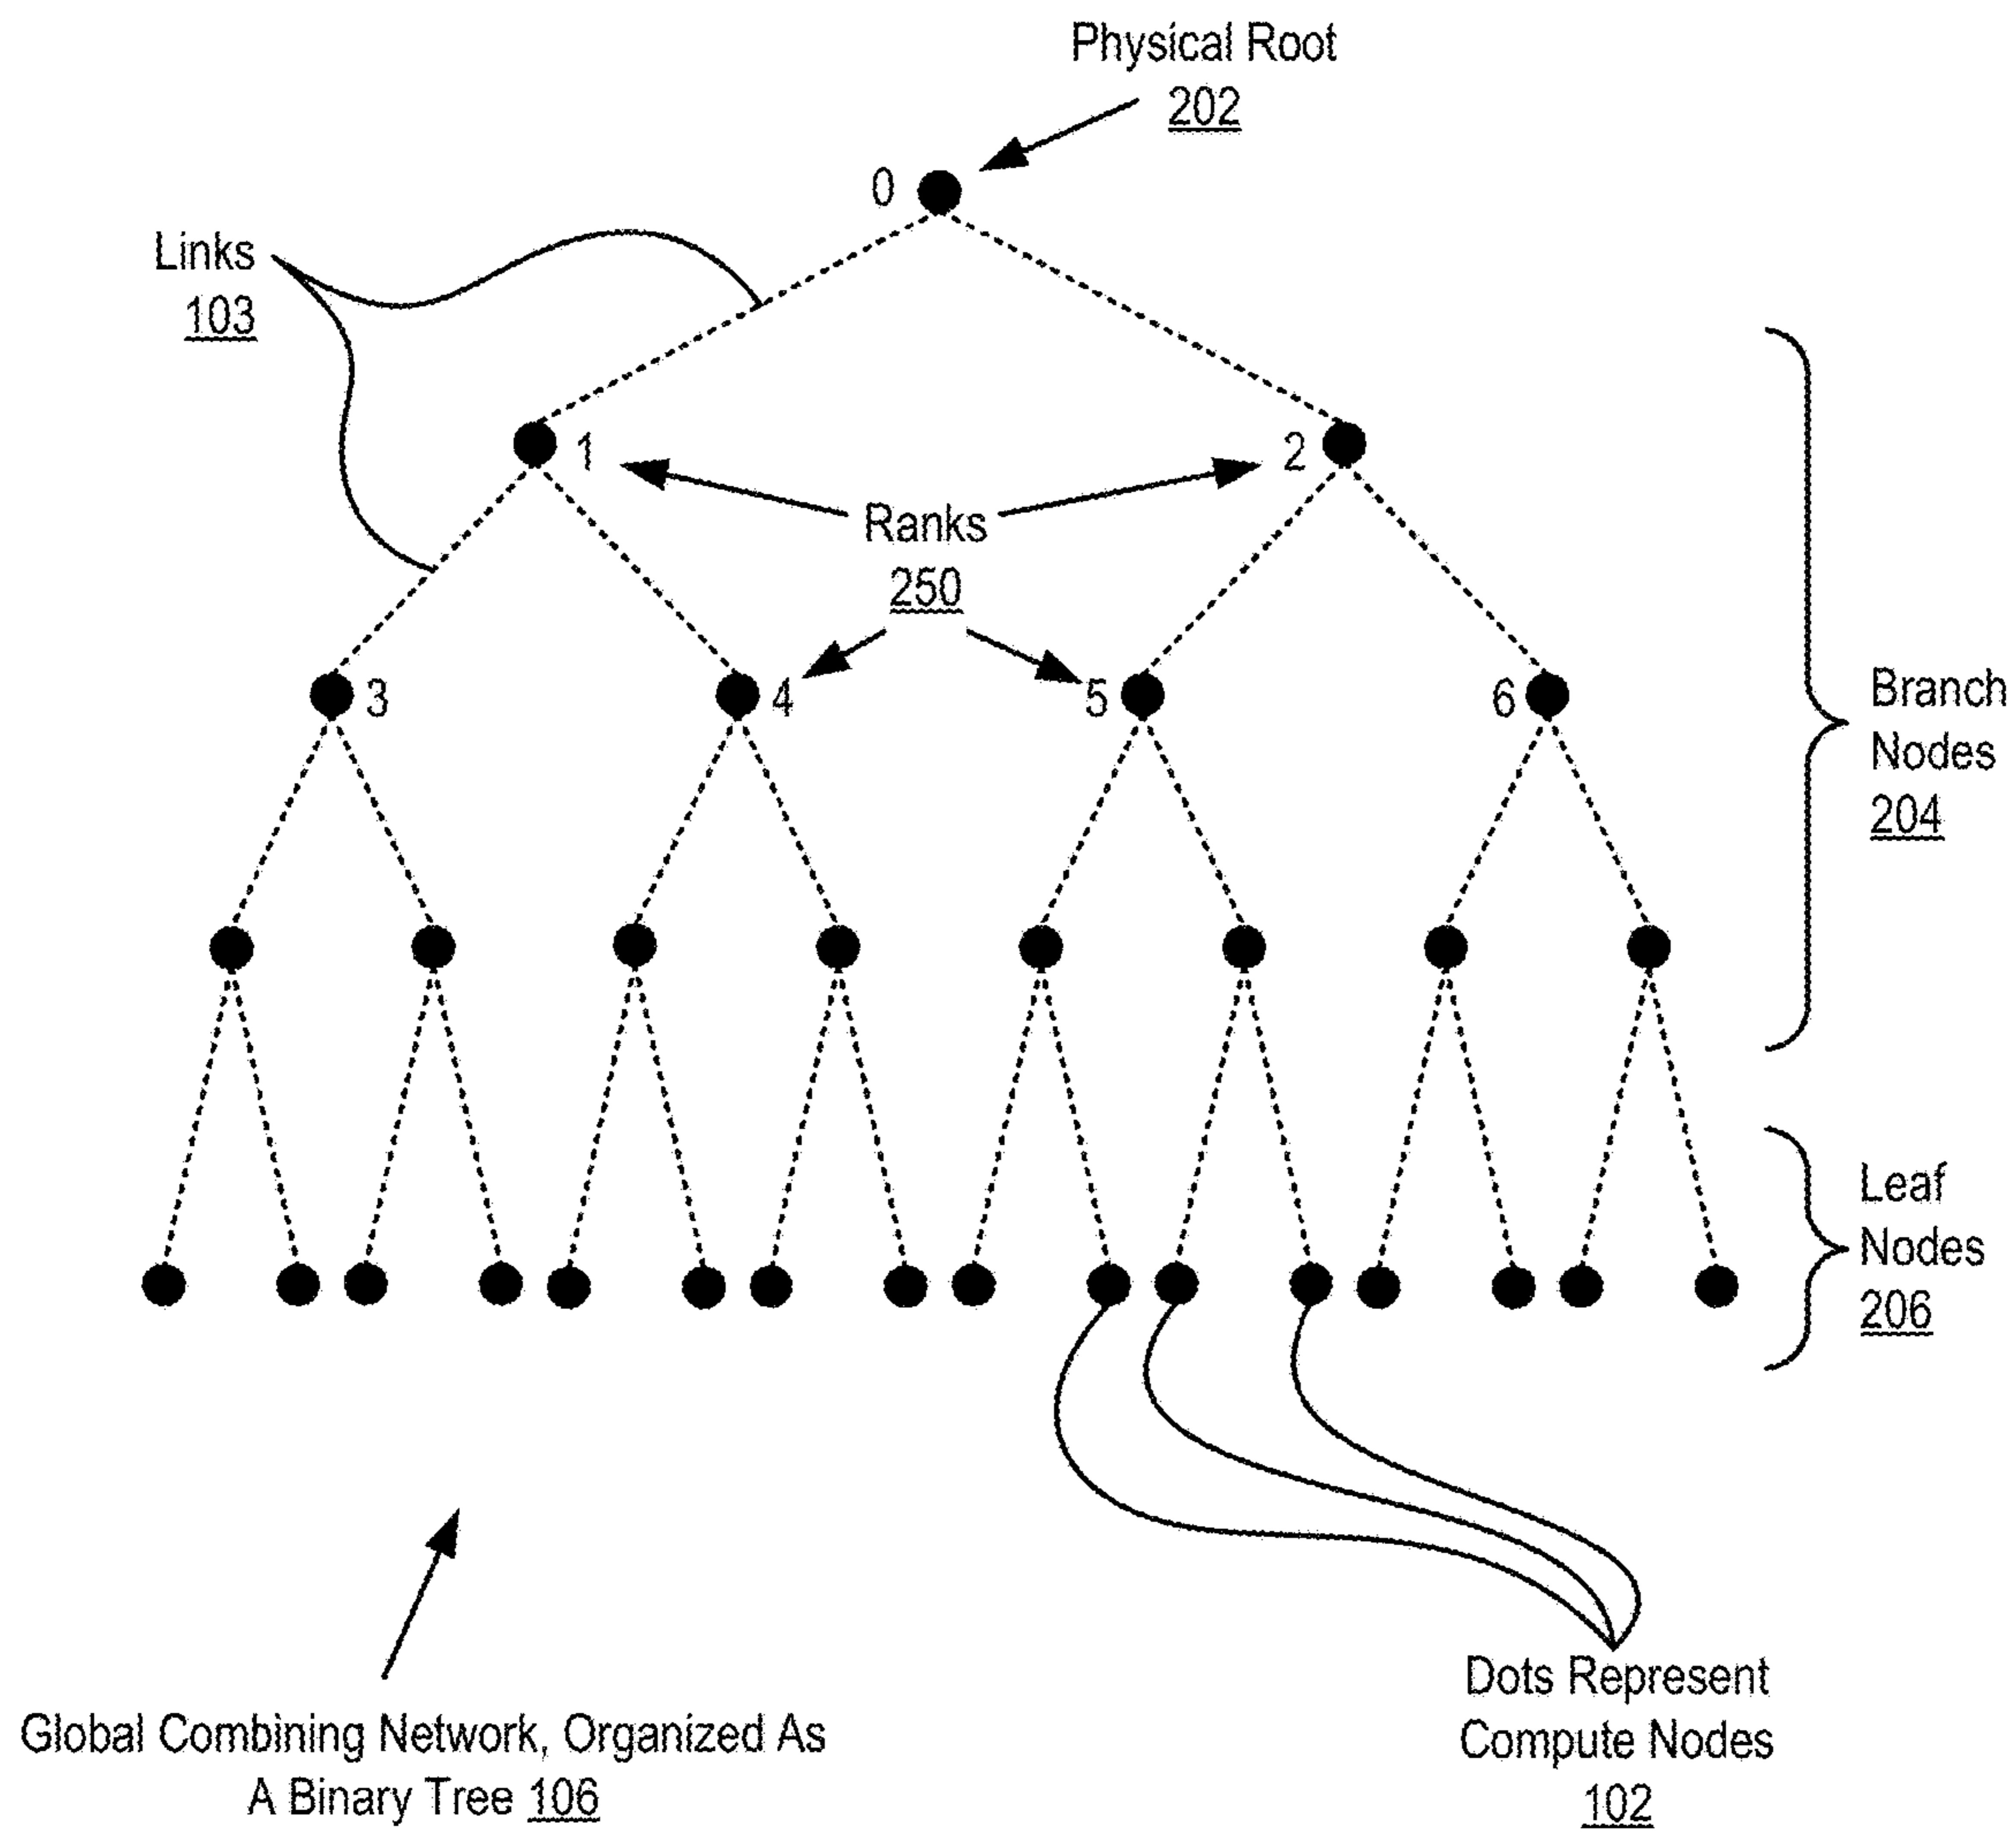 Physical Root
202
0
Links
103
1
2
Ranks
250
3
4
5
6
Branch
Nodes
204
Leaf
Nodes
206
Dots Represent
Compute Nodes
102
Global Combining Network, Organized As
A Binary Tree 106